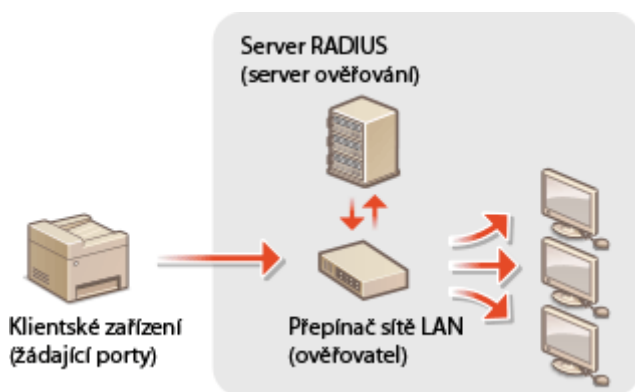 Server RADIUS
(server ověřování)
Klientské zařízení
(žádající porty)
Přepínač sítě LAN
(ověřovatel)